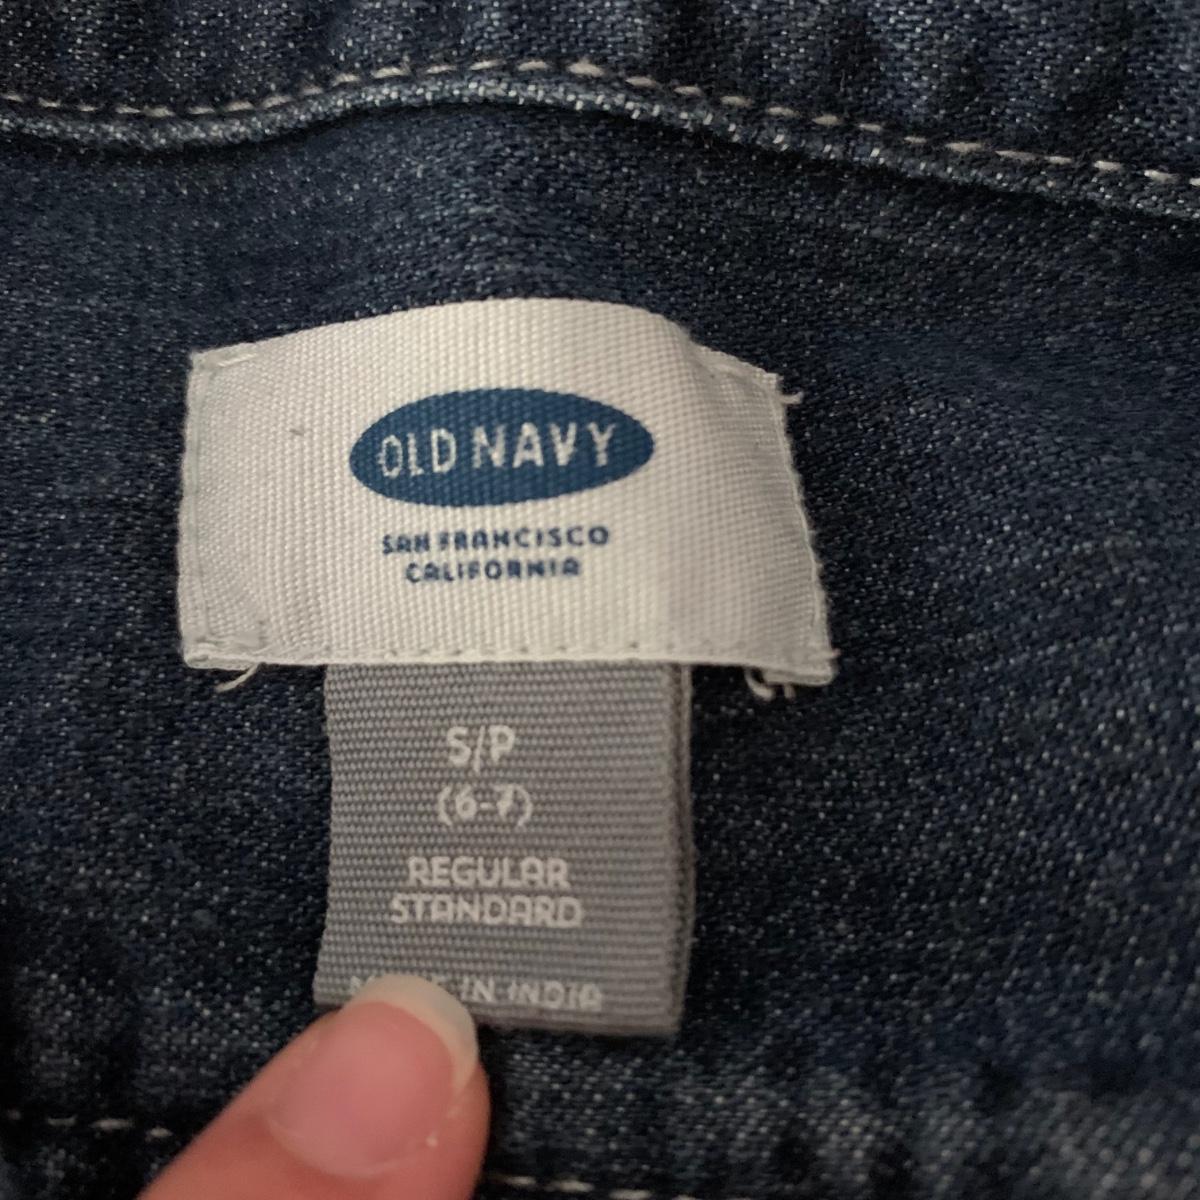 OLD NAVY
SAN FRANCISCO
CALIFORNIA
S/P
(6-7)
REGULAR
STANDARD
IN INDIA